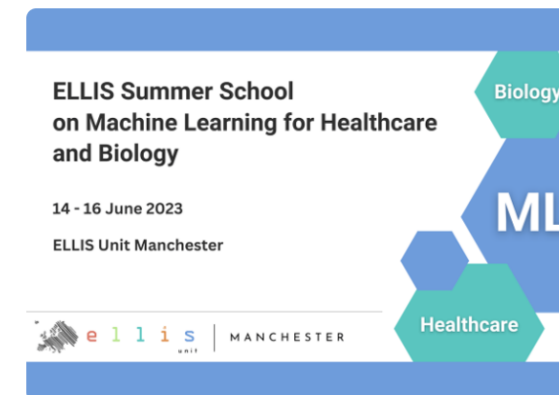 ELLIS Summer School
on Machine Learning for Healthcare
and Biology
14 - 16 June 2023
ELLIS Unit Manchester
ellis
unit
MANCHESTER
Biology
ML
Healthcare